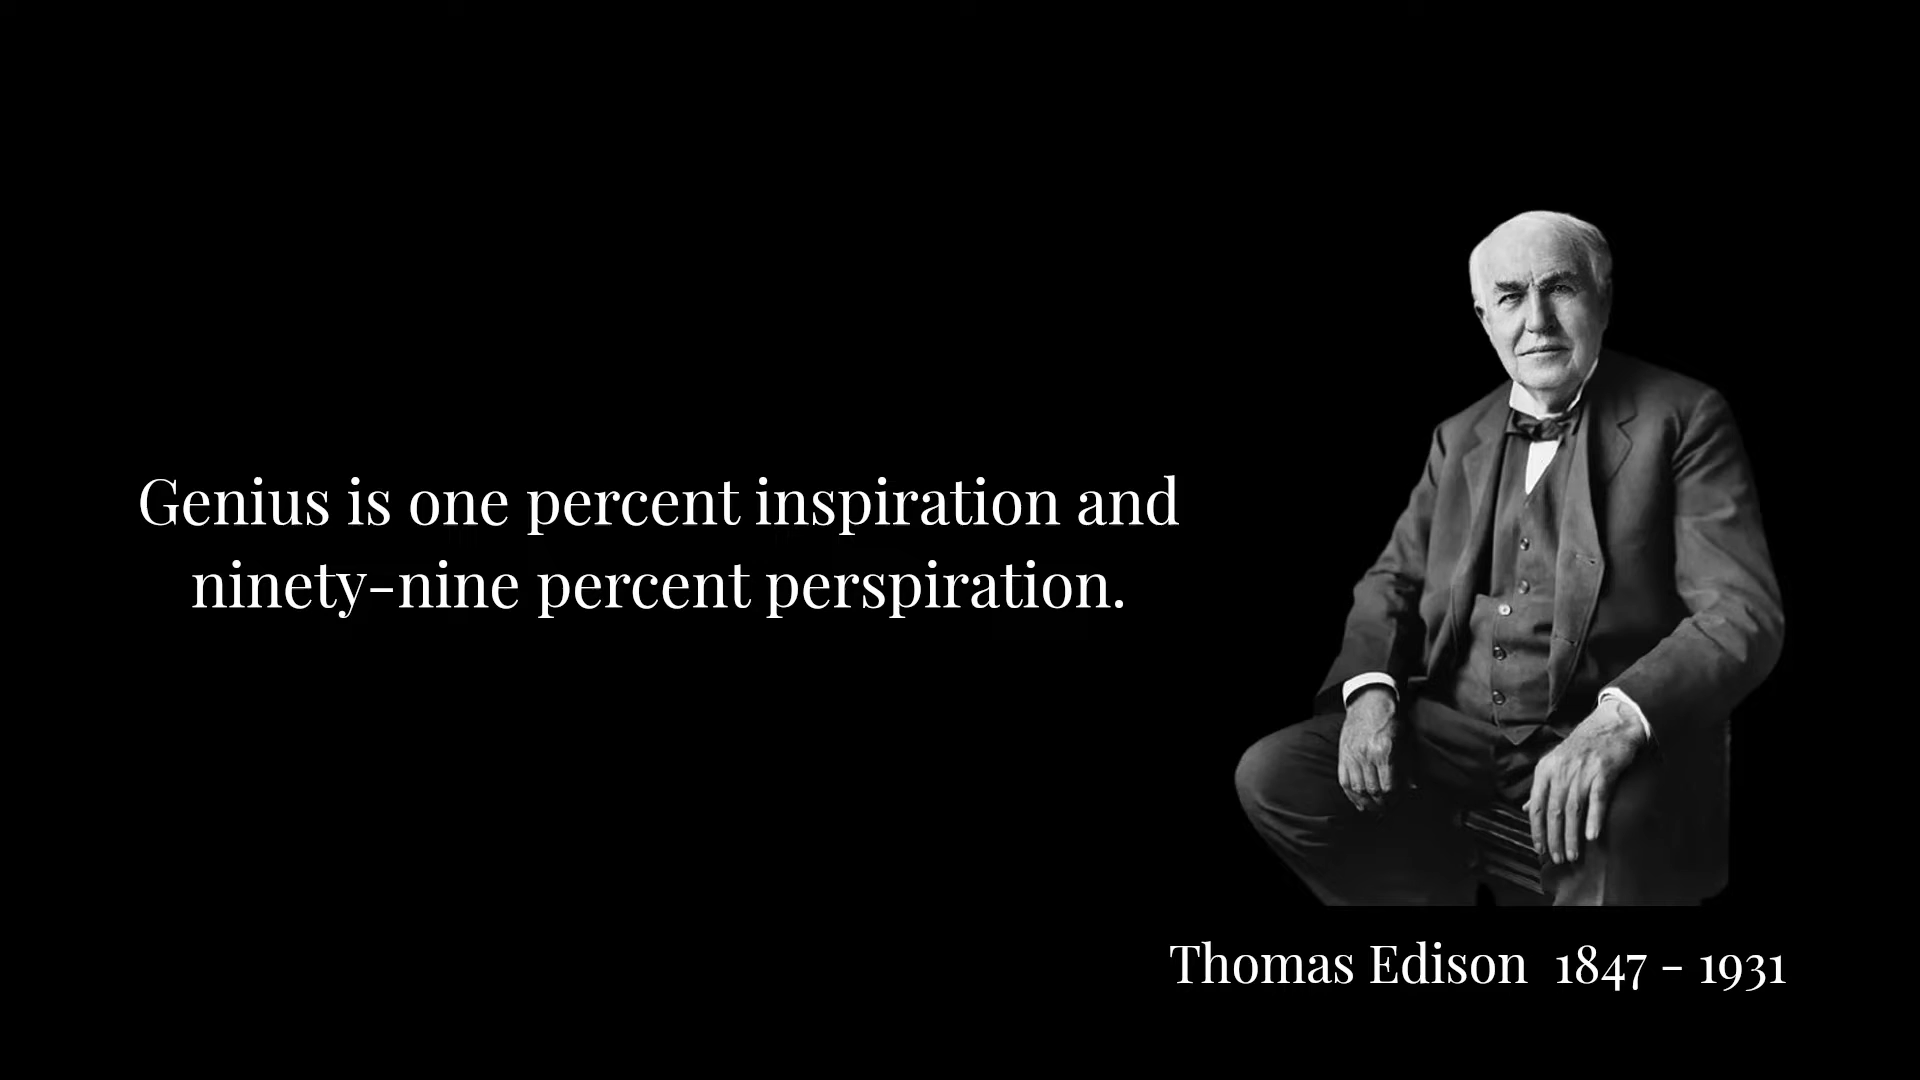 Genius is one percent inspiration and
ninety-nine percent perspiration.
Thomas Edison 1847 - 1931